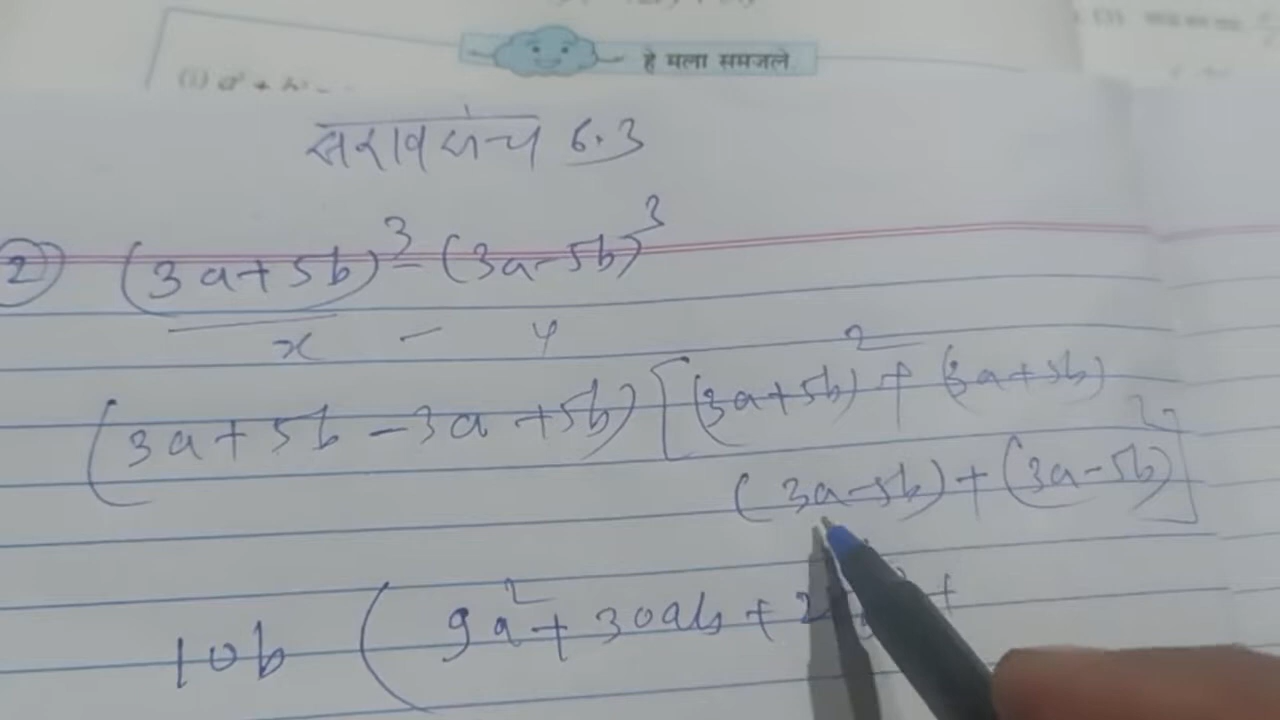 हे मला समजले
सरावसंच 6.3
2) (3a+5b)³-(3a-5b)³
x - y
(3a+5b-3a+5b)[(3a+5b)²+(3a+5b)
(3a-5b)+(3a-5b)²]
10b (9a²+30ab+2